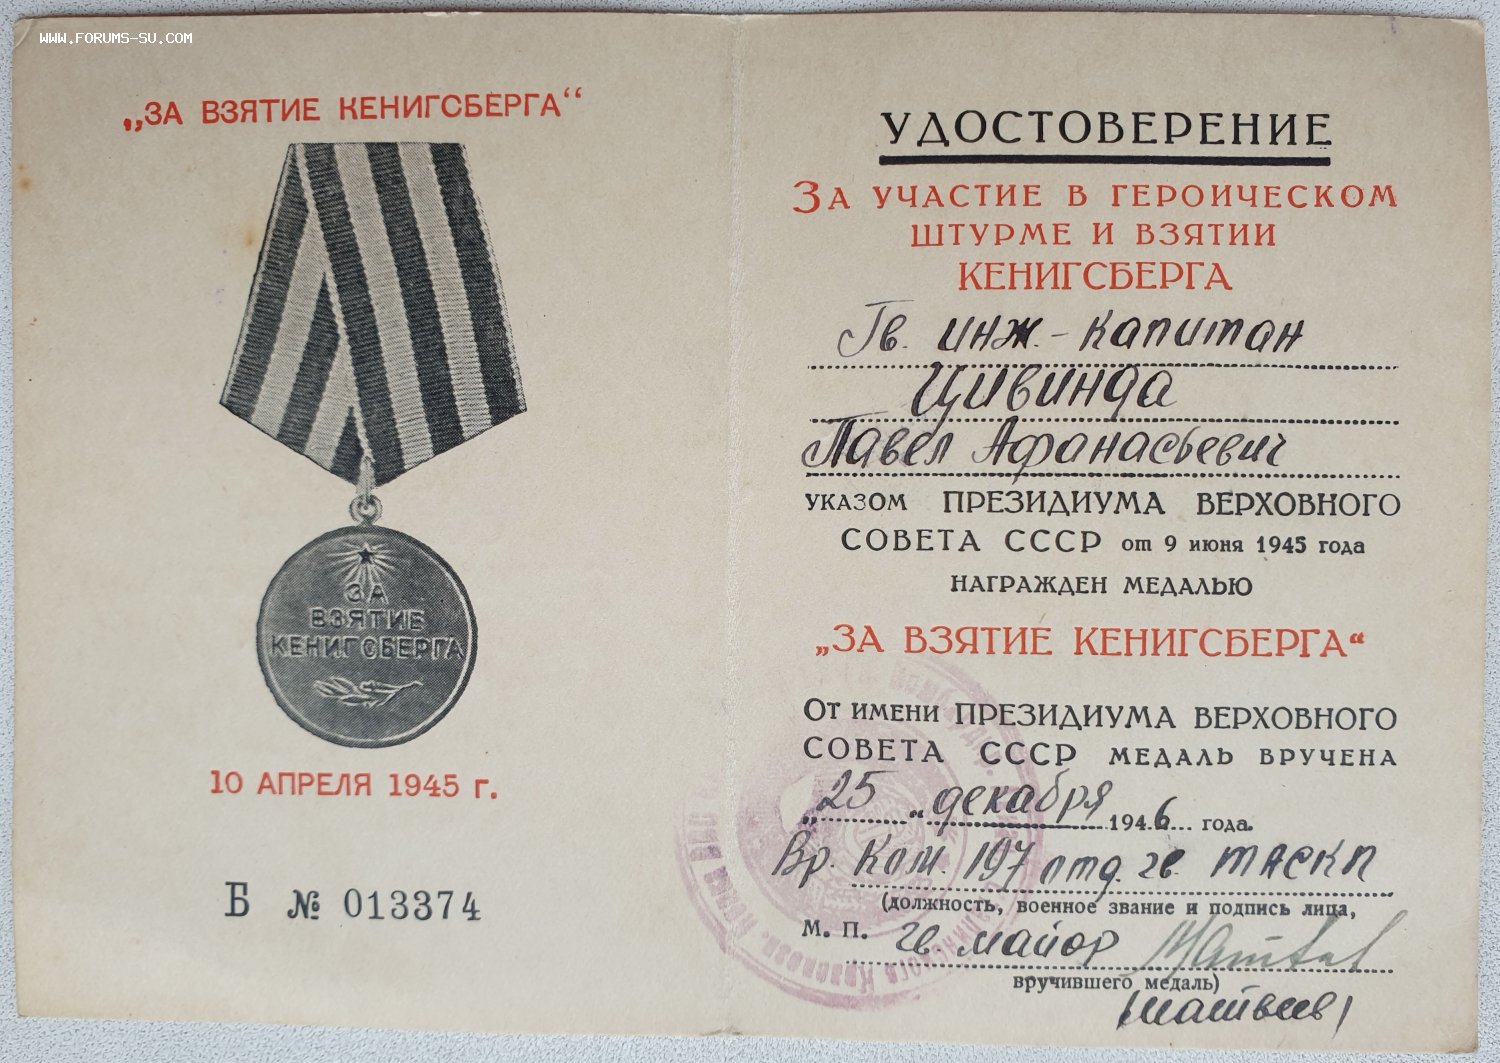 WWW.FORUMS-SU.COM
„ЗА ВЗЯТИЕ КЕНИГСБЕРГА“
ЗА
ВЗЯТИЕ
КЕНИГСБЕРГА
10 АПРЕЛЯ 1945 г.
Б № 013374
УДОСТОВЕРЕНИЕ
ЗА УЧАСТИЕ В ГЕРОИЧЕСКОМ
ШТУРМЕ И ВЗЯТИИ
КЕНИГСБЕРГА
Гв. инж.-капитан
Цивинда
Павел Афанасьевич
УКАЗОМ ПРЕЗИДИУМА ВЕРХОВНОГО
СОВЕТА СССР от 9 июня 1945 года
НАГРАЖДЕН МЕДАЛЬЮ
„ЗА ВЗЯТИЕ КЕНИГСБЕРГА“
ОТ ИМЕНИ ПРЕЗИДИУМА ВЕРХОВНОГО
СОВЕТА СССР МЕДАЛЬ ВРУЧЕНА
„25„ декабря 1946 года.
Вр. Ком. 197 отд. гв. ТАСКП
(должность, военное звание и подпись лица,
М. П. гв. майор
вручившего медаль)
(Матвеев)